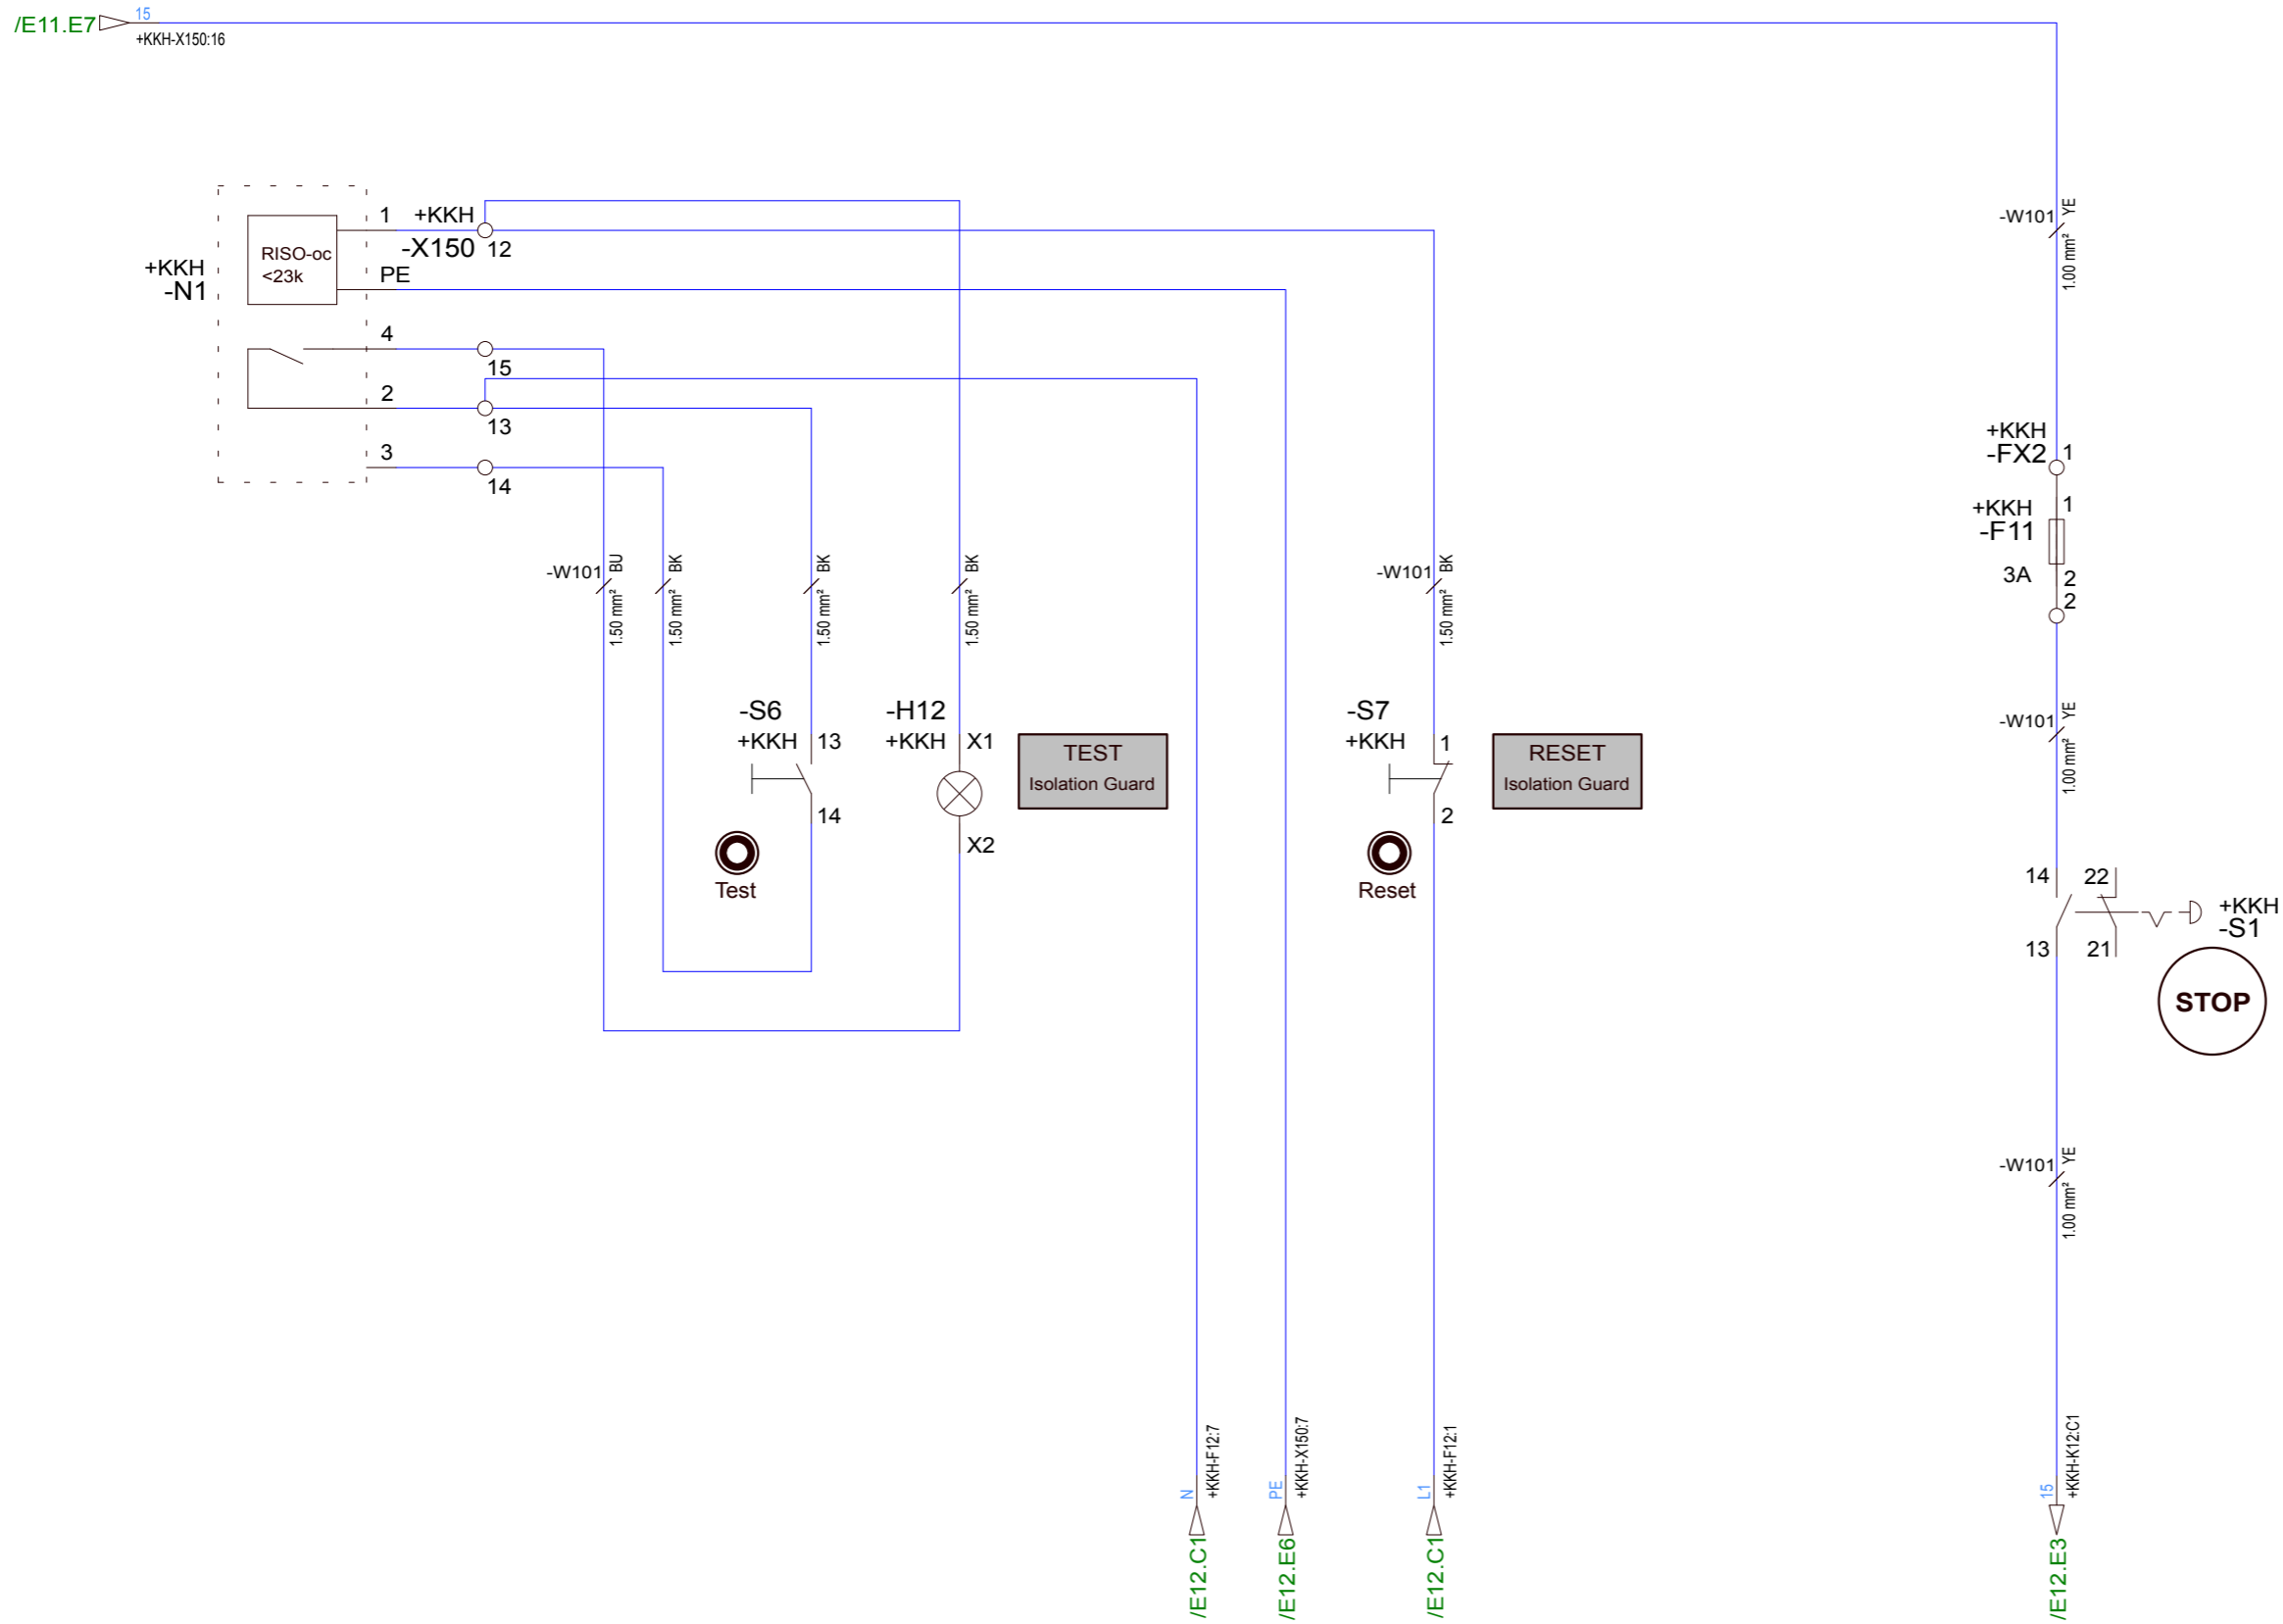 /E11.E7
15
+KKH-X150:16
1
+KKH
-X150
12
RISO-oc
<23k
+KKH
-N1
PE
4
15
2
13
3
14
-W101
BU
1.50 mm²
BK
1.50 mm²
BK
1.50 mm²
BK
1.50 mm²
-W101
BK
1.50 mm²
-W101
YE
1.00 mm²
+KKH
-FX2
1
+KKH
-F11
1
3A
2
2
-W101
YE
1.00 mm²
-S6
+KKH
13
14
Test
-H12
+KKH
X1
X2
TEST
Isolation Guard
-S7
+KKH
1
2
Reset
RESET
Isolation Guard
14
22
13
21
+KKH
-S1
STOP
-W101
YE
1.00 mm²
N
+KKH-F12:7
/E12.C1
PE
+KKH-X150:7
/E12.E6
L1
+KKH-F12:1
/E12.C1
15
+KKH-K12:C1
/E12.E3